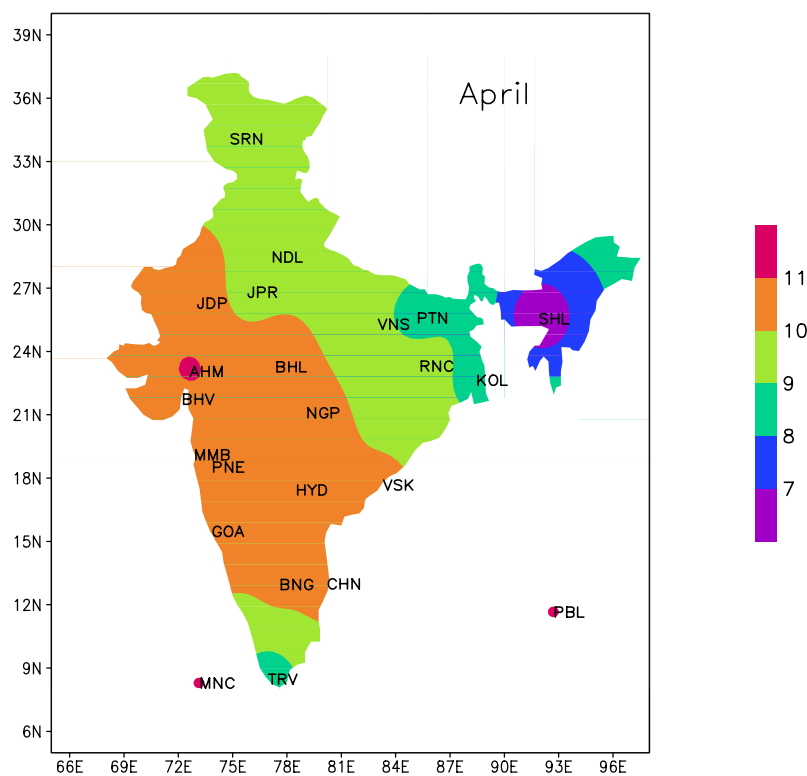 39N
April
36N
SRN
33N
30N
NDL
27N
JPR
JDP
PTN
SHL
VNS
24N
AHM
BHL
RNC
KOL
BHV
21N
NGP
MMB
PNE
18N
HYD
VSK
15N
GOA
BNG
CHN
12N
PBL
9N
MNC
TRV
6N
66E 69E 72E 75E 78E 81E 84E 87E 90E 93E 96E
11
10
9
8
7